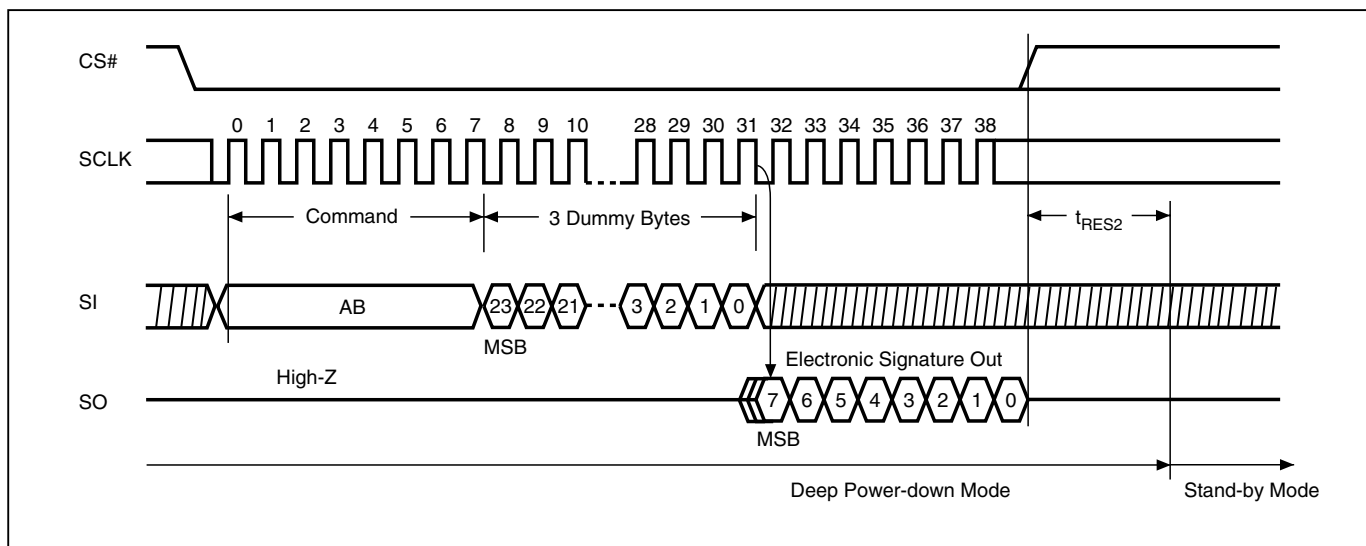 CS#
0 1 2 3 4 5 6 7 8 9 10 28 29 30 31 32 33 34 35 36 37 38
SCLK
Command 3 Dummy Bytes tRES2
SI AB 23 22 21 3 2 1 0
MSB
Electronic Signature Out
High-Z
SO 7 6 5 4 3 2 1 0
MSB
Deep Power-down Mode Stand-by Mode